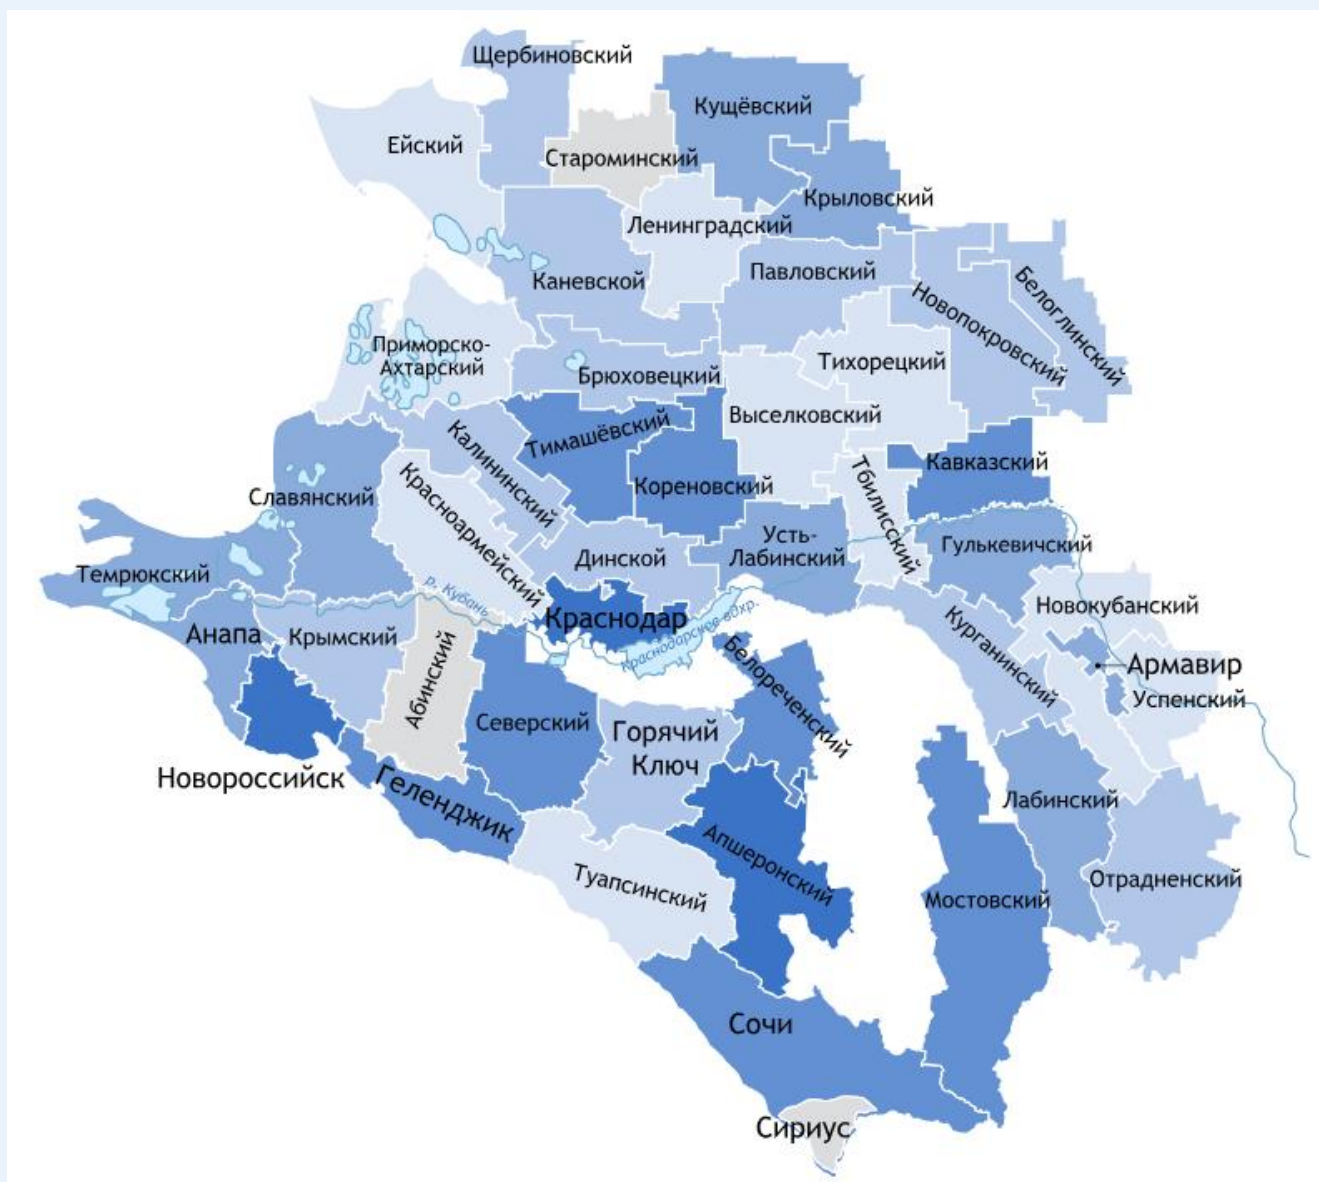 Щербиновский
Кущёвский
Ейский
Староминский
Крыловский
Ленинградский
Павловский
Каневской
Белоглинский
Новопокровский
Приморско-
Ахтарский
Тихорецкий
Брюховецкий
Выселковский
Тимашёвский
Калининский
Кавказский
Тбилисский
Кореновский
Красноармейский
Славянский
Усть-
Лабинский
Гулькевичский
Динской
Темрюкский
р. Кубань
Краснодар
Новокубанский
Краснодарское вдхр.
Анапа
Крымский
Курганинский
Абинский
Белореченский
Армавир
Успенский
Северский
Горячий
Ключ
Новороссийск
Геленджик
Лабинский
Апшеронский
Туапсинский
Отрадненский
Мостовский
Сочи
Сириус